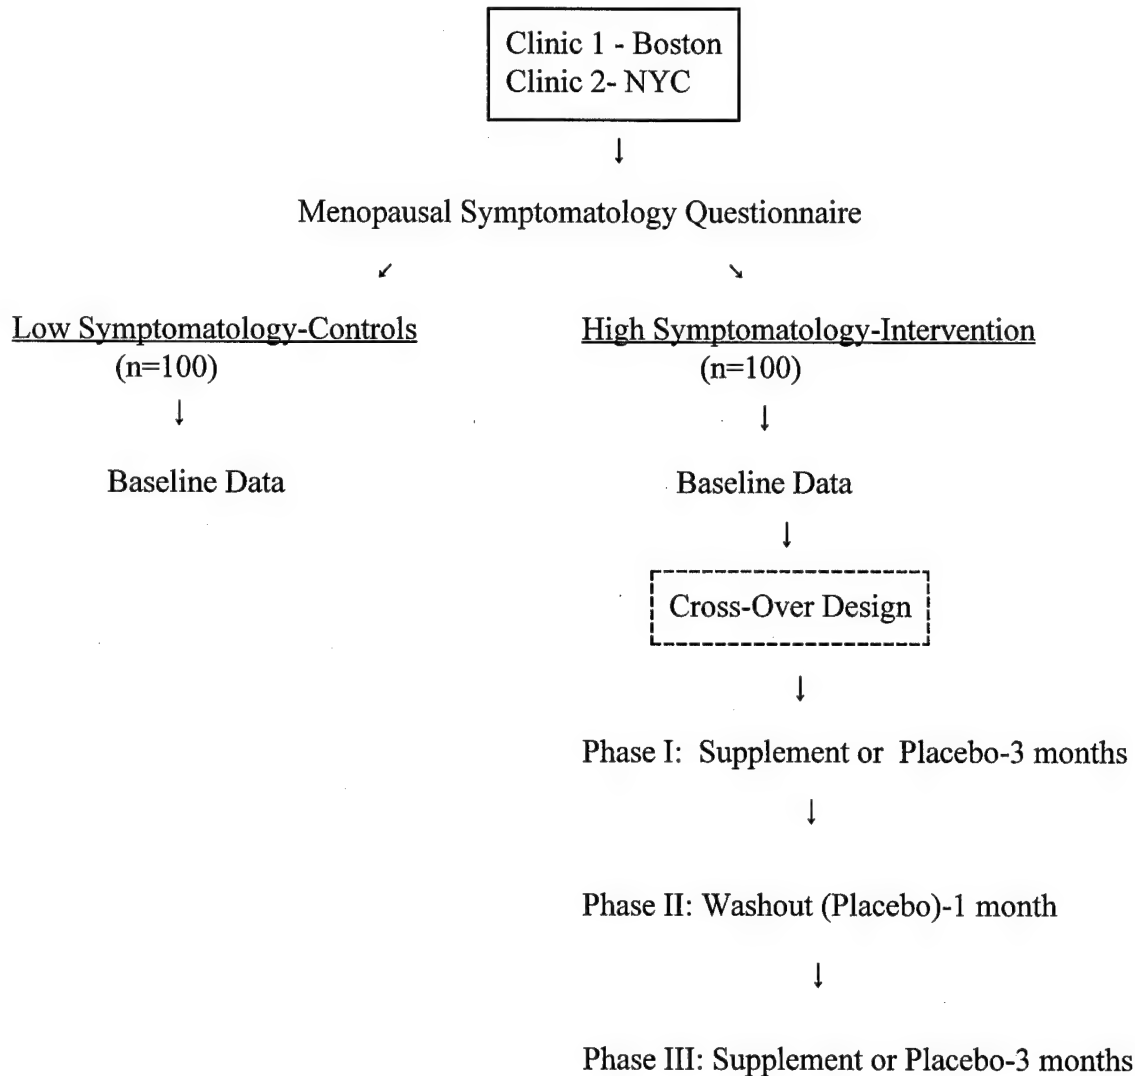 Clinic 1 - Boston
Clinic 2- NYC
↓
Menopausal Symptomatology Questionnaire
↙ ↘
Low Symptomatology-Controls
(n=100)
↓
Baseline Data
High Symptomatology-Intervention
(n=100)
↓
Baseline Data
↓
Cross-Over Design
↓
Phase I: Supplement or Placebo-3 months
↓
Phase II: Washout (Placebo)-1 month
↓
Phase III: Supplement or Placebo-3 months